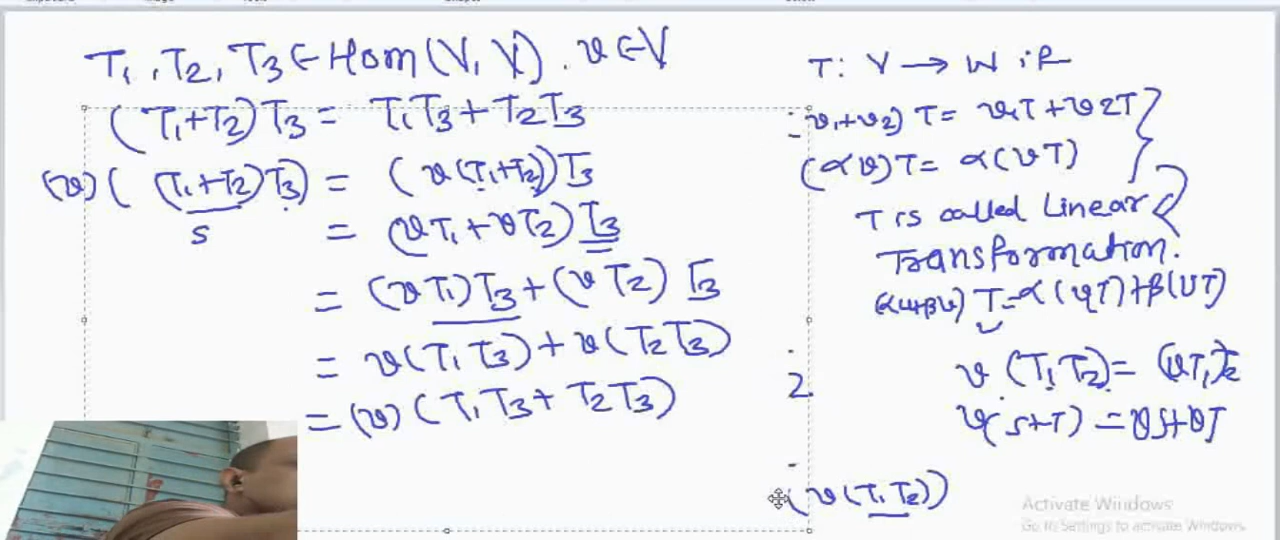 T₁, T₂, T₃ ∈ Hom(V, V). v ∈ V
(T₁+T₂)T₃ = T₁T₃ + T₂T₃
(v)( (T₁+T₂)T₃) = (v(T₁+T₂))T₃
S
= (vT₁+vT₂)T₃
= (vT₁)T₃+(vT₂) T₃
= v(T₁T₃)+v(T₂T₃)
= (v)(T₁T₃+T₂T₃)
T: V → W if
v₁+v₂) T = v₁T+v₂T
(αv)T = α(vT)
T is called Linear
Transformation.
(αu+βv) T=α(uT)+β(vT)
v (T₁T₂)= (vT₁)T₂
2.
v(S+T) = vS+vT
(v(T₁T₂))
Activate Windows
Go to Settings to activate Windows.